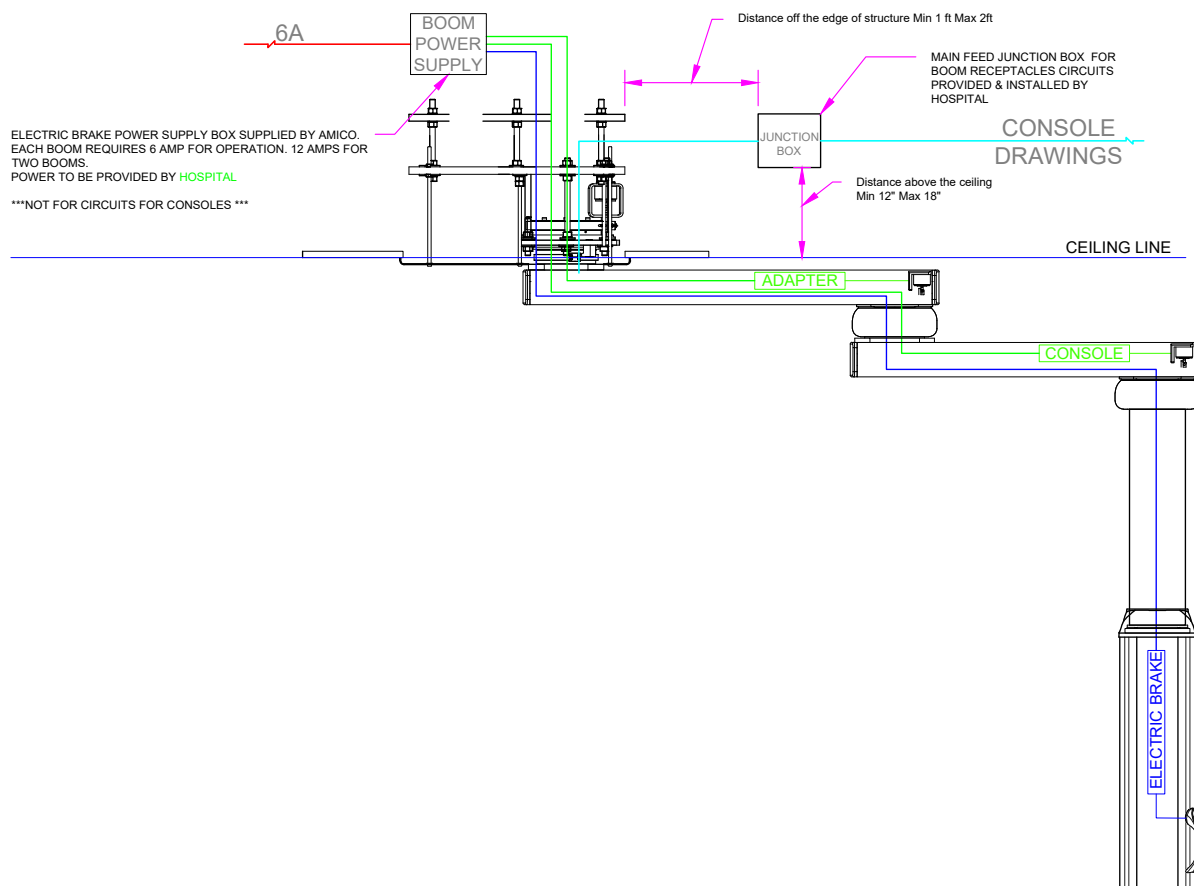 6A
BOOM
POWER
SUPPLY
Distance off the edge of structure Min 1 ft Max 2ft
MAIN FEED JUNCTION BOX FOR
BOOM RECEPTACLES CIRCUITS
PROVIDED & INSTALLED BY
HOSPITAL
ELECTRIC BRAKE POWER SUPPLY BOX SUPPLIED BY AMICO.
EACH BOOM REQUIRES 6 AMP FOR OPERATION. 12 AMPS FOR
TWO BOOMS.
POWER TO BE PROVIDED BY HOSPITAL
***NOT FOR CIRCUITS FOR CONSOLES ***
JUNCTION
BOX
CONSOLE
DRAWINGS
Distance above the ceiling
Min 12" Max 18"
CEILING LINE
ADAPTER
CONSOLE
ELECTRIC BRAKE